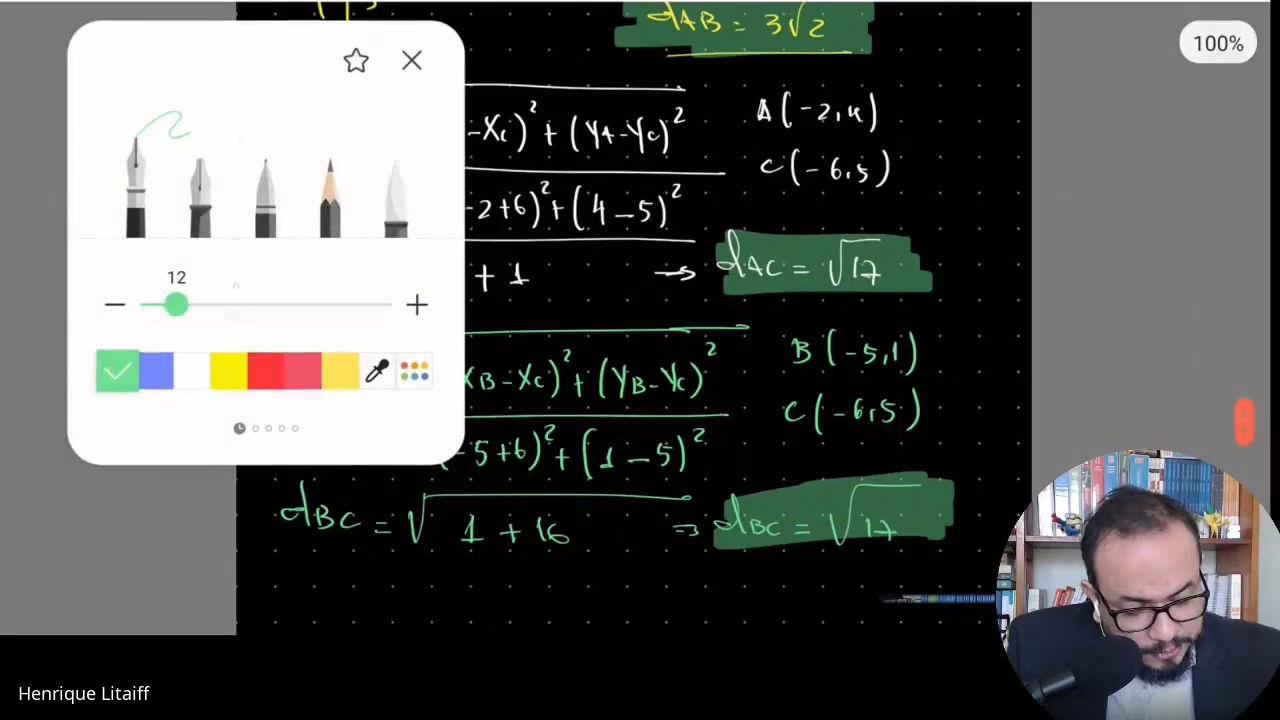 dAB = 3√2
100%
-Xc)² + (YA-Yc)²
A(-2,4)
C(-6,5)
-2+6)²+(4-5)²
+ 1 → dAC = √17
12
XB-Xc)²+(YB-Yc)²
B(-5,1)
C(-6,5)
-5+6)²+(1-5)²
dBC = √1+16 ⇒ dBC = √17
Henrique Litaiff